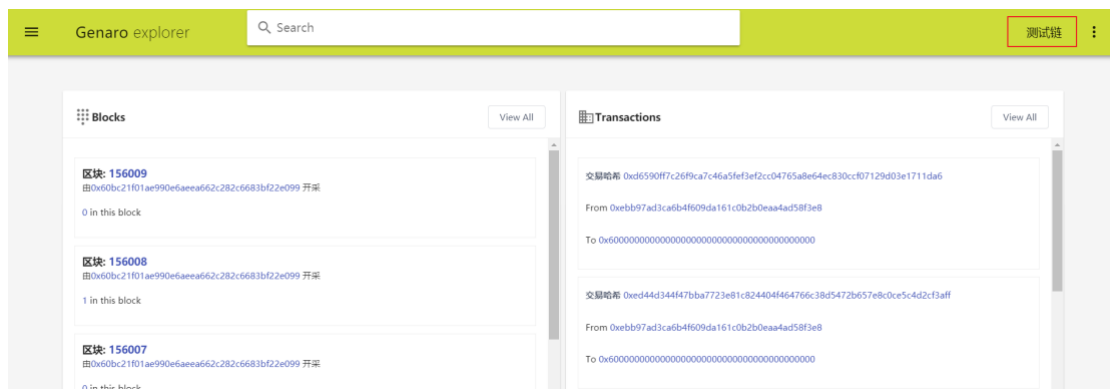 Genaro explorer
Search
测试链
Blocks
View All
区块: 156009
由0x60bc21f01ae990e6aeea662c282c6683bf22e099 开采
0 in this block
区块: 156008
由0x60bc21f01ae990e6aeea662c282c6683bf22e099 开采
1 in this block
区块: 156007
由0x60bc21f01ae990e6aeea662c282c6683bf22e099 开采
0 in this block
Transactions
View All
交易哈希 0xd6590ff7c26f9ca7c46a5fef3ef2cc04765a8e64ec830ccf07129d03e1711da6
From 0xebb97ad3ca6b4f609da161c0b2b0eaa4ad58f3e8
To 0x6000000000000000000000000000000000000000
交易哈希 0xed44d344f47bba7723e81c824404f464766c38d5472b657e8c0ce5c4d2cf3aff
From 0xebb97ad3ca6b4f609da161c0b2b0eaa4ad58f3e8
To 0x6000000000000000000000000000000000000000